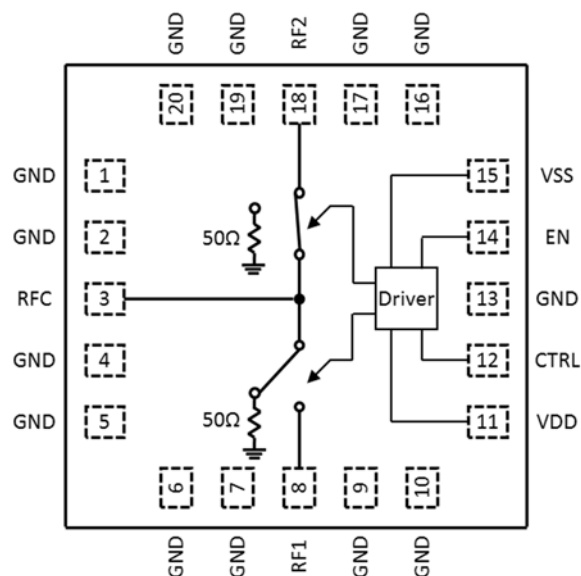 GND GND RF2 GND GND
20 19 18 17 16
GND 1 15 VSS
GND 2 50Ω 14 EN
RFC 3 Driver 13 GND
GND 4 12 CTRL
GND 5 50Ω 11 VDD
6 7 8 9 10
GND GND RF1 GND GND